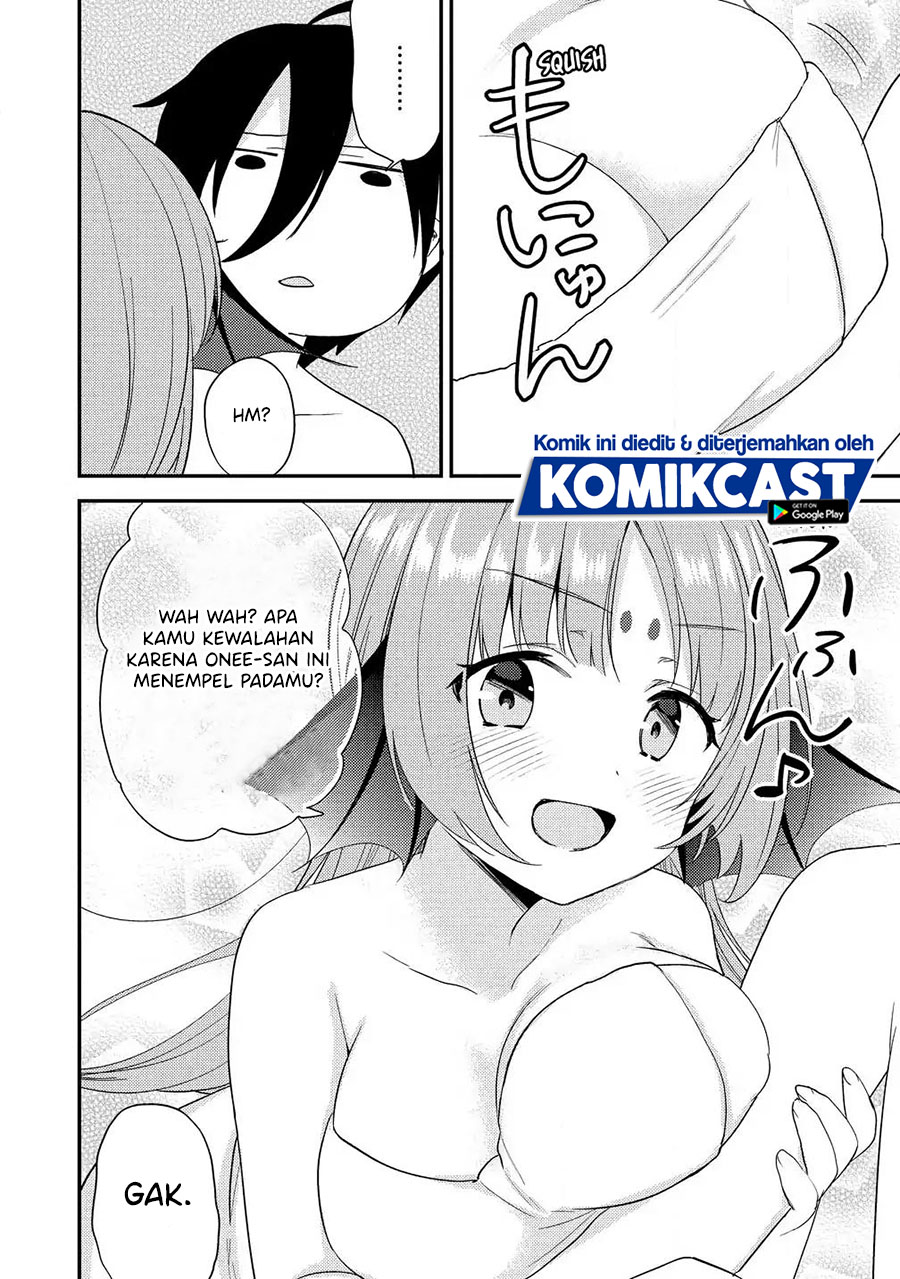 SQUISH
もにゅん
.........
HM?
Komik ini diedit & diterjemahkan oleh
KOMIKCAST
GET IT ON
Google Play
ふふん♪
WAH WAH? APA
KAMU KEWALAHAN
KARENA ONEE-SAN INI
MENEMPEL PADAMU?
GAK.